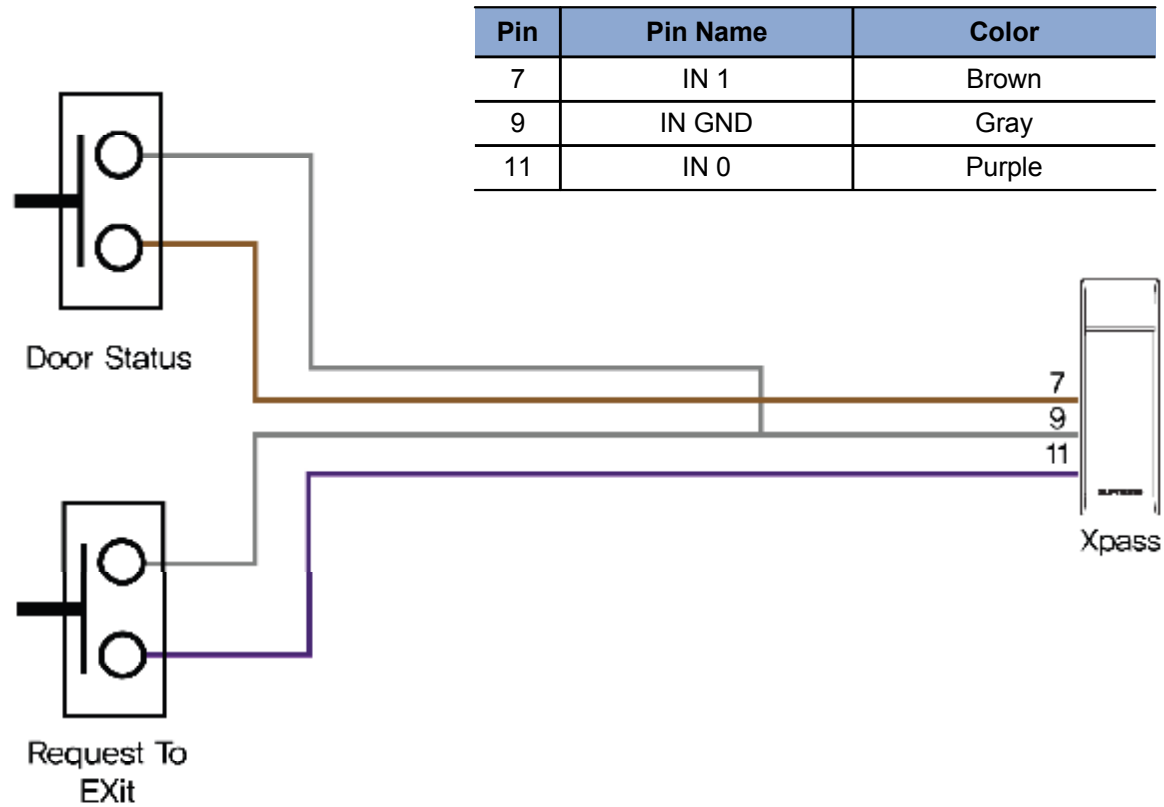 Pin Pin Name Color
7 IN 1 Brown
9 IN GND Gray
11 IN 0 Purple
Door Status
7
9
11
Xpass
Request To
EXit